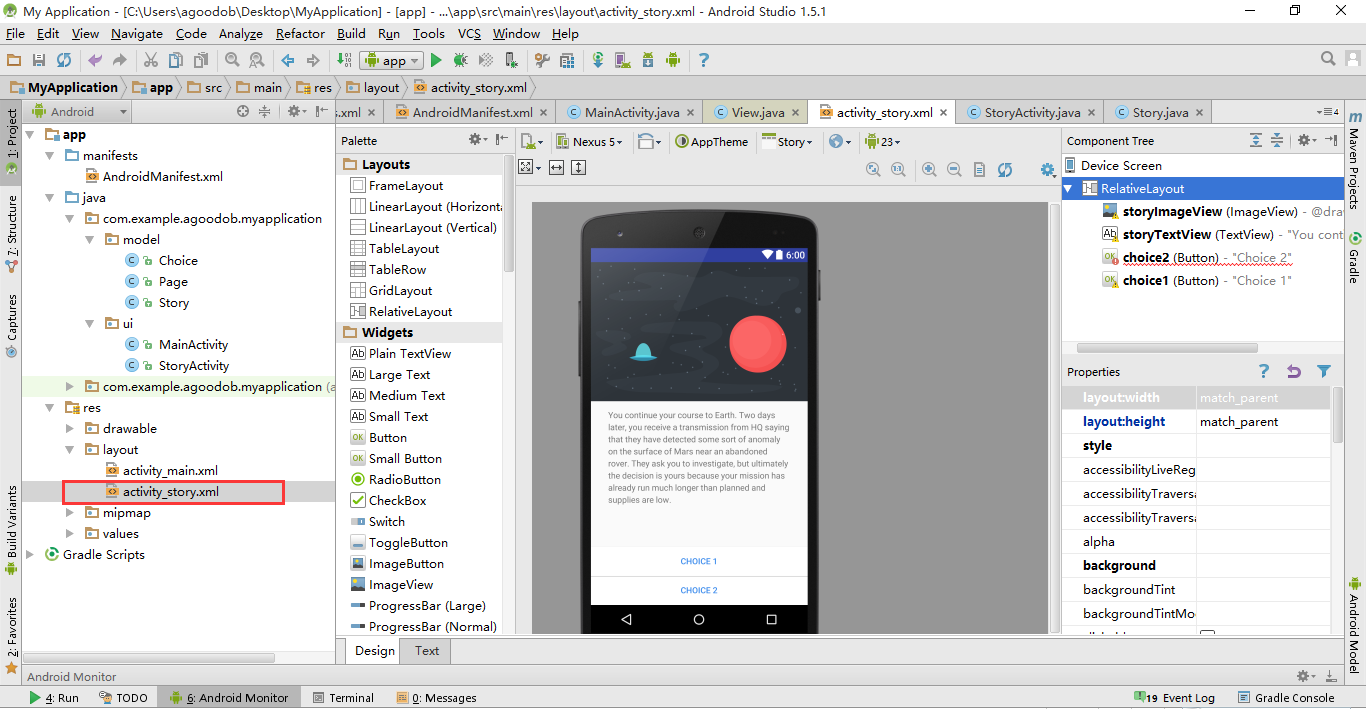 My Application - [C:\Users\agoodob\Desktop\MyApplication] - [app] - ...\app\src\main\res\layout\activity_story.xml - Android Studio 1.5.1
File Edit View Navigate Code Analyze Refactor Build Run Tools VCS Window Help
app
MyApplication app src main res layout activity_story.xml
Android
s.xml AndroidManifest.xml MainActivity.java View.java activity_story.xml StoryActivity.java Story.java
1: Project
7: Structure
Captures
Build Variants
2: Favorites
app
manifests
AndroidManifest.xml
java
com.example.agoodob.myapplication
model
Choice
Page
Story
ui
MainActivity
StoryActivity
com.example.agoodob.myapplication (a
res
drawable
layout
activity_main.xml
activity_story.xml
mipmap
values
Gradle Scripts
Palette
Layouts
FrameLayout
LinearLayout (Horizonta
LinearLayout (Vertical)
TableLayout
TableRow
GridLayout
RelativeLayout
Widgets
Ab Plain TextView
Ab Large Text
Ab Medium Text
Ab Small Text
OK Button
OK Small Button
RadioButton
CheckBox
Switch
ToggleButton
ImageButton
ImageView
ProgressBar (Large)
ProgressBar (Normal)
Nexus 5 AppTheme Story 23
6:00
You continue your course to Earth. Two days
later, you receive a transmission from HQ saying
that they have detected some sort of anomaly
on the surface of Mars near an abandoned
rover. They ask you to investigate, but ultimately
the decision is yours because your mission has
already run much longer than planned and
supplies are low.
CHOICE 1
CHOICE 2
Design Text
Component Tree
Device Screen
RelativeLayout
storyImageView (ImageView) - @dra
Ab storyTextView (TextView) - "You cont
OK choice2 (Button) - "Choice 2"
OK choice1 (Button) - "Choice 1"
Properties
layout:width match_parent
layout:height match_parent
style
accessibilityLiveReg
accessibilityTraversa
accessibilityTraversa
alpha
background
backgroundTint
backgroundTintMo
4
Maven Projects
Gradle
Android Model
Android Monitor
4: Run TODO 6: Android Monitor Terminal 0: Messages 19 Event Log Gradle Console